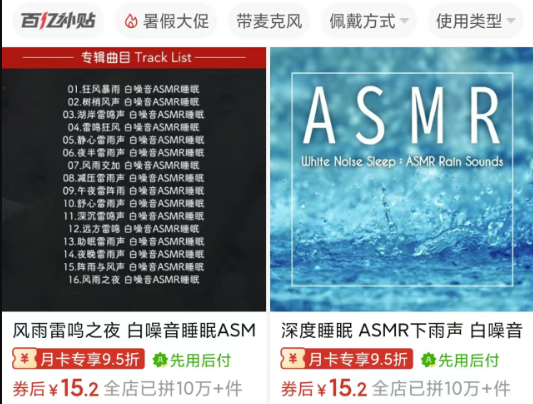 百亿补贴 暑假大促 带麦克风 佩戴方式 使用类型
专辑曲目 Track List
01.狂风暴雨 白噪音ASMR睡眠
02.树梢风声 白噪音ASMR睡眠
03.湖岸雷鸣声 白噪音ASMR睡眠
04.雷鸣狂风 白噪音ASMR睡眠
05.静心雷雨声 白噪音ASMR睡眠
06.夜半雷雨声 白噪音ASMR睡眠
07.风雨交加 白噪音ASMR睡眠
08.减压雷雨声 白噪音ASMR睡眠
09.午夜雷阵雨 白噪音ASMR睡眠
10.舒心雷雨声 白噪音ASMR睡眠
11.深沉雷鸣声 白噪音ASMR睡眠
12.远方雷鸣 白噪音ASMR睡眠
13.助眠雷雨声 白噪音ASMR睡眠
14.夜晚雷雨声 白噪音ASMR睡眠
15.阵雨与风声 白噪音ASMR睡眠
16.风雨之夜 白噪音ASMR睡眠
风雨雷鸣之夜 白噪音睡眠ASM
¥ 月卡专享9.5折 先用后付
券后¥15.2 全店已拼10万+件
ASMR
White Noise Sleep : ASMR Rain Sounds
深度睡眠 ASMR下雨声 白噪音
¥ 月卡专享9.5折 先用后付
券后¥15.2 全店已拼10万+件